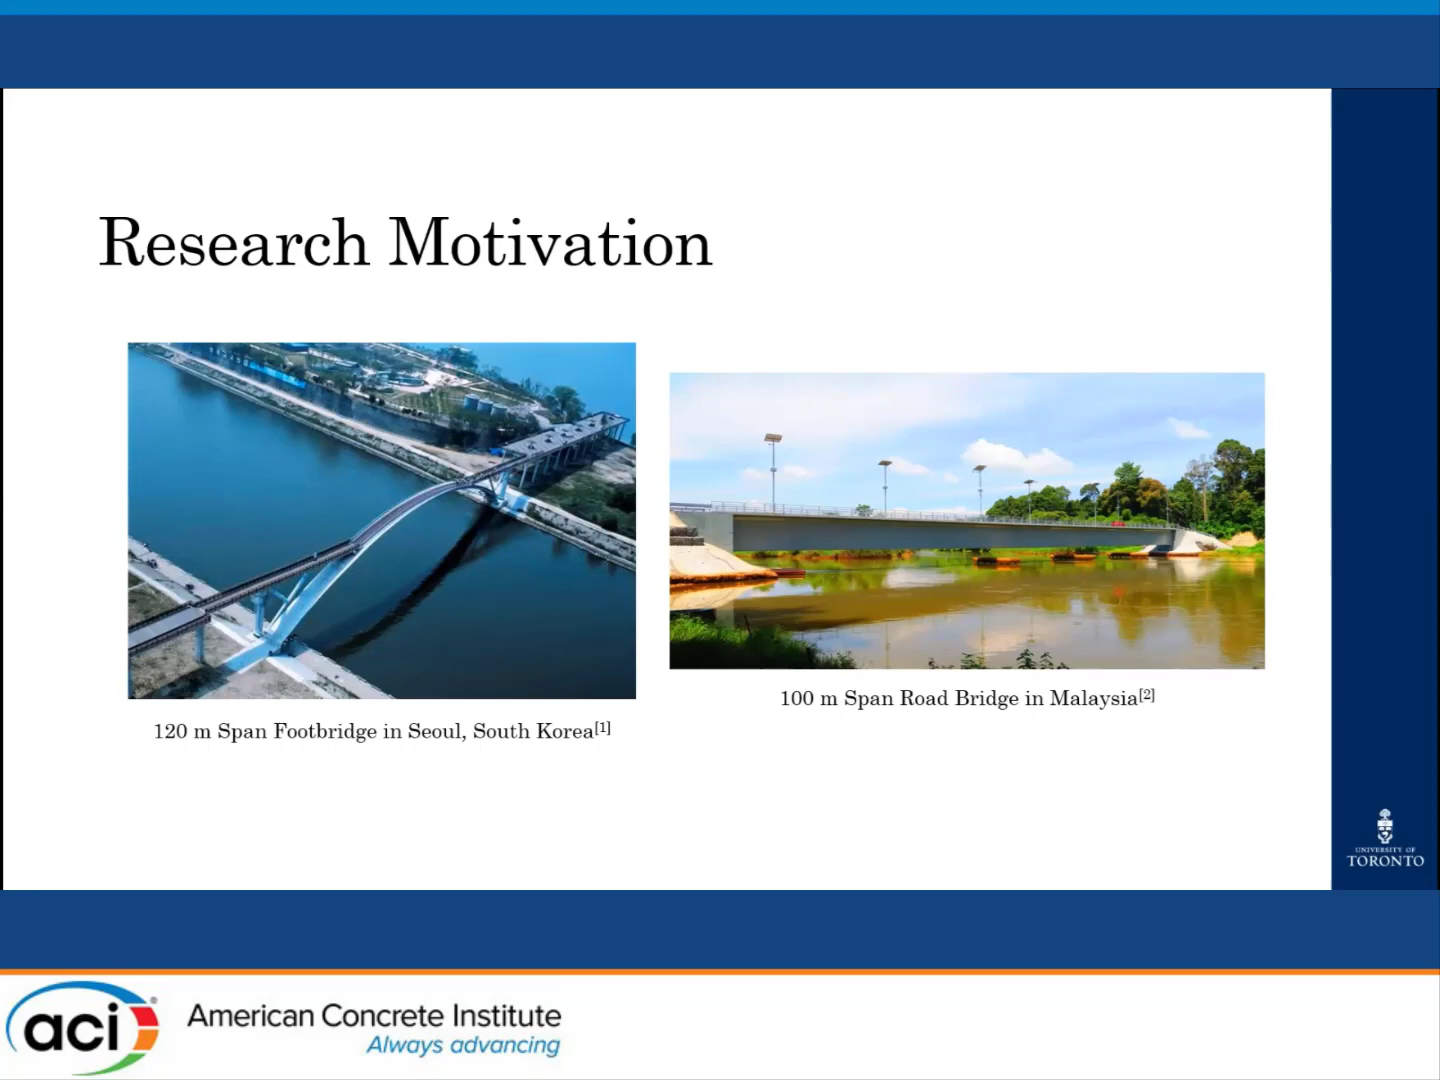 Research Motivation
120 m Span Footbridge in Seoul, South Korea[1]
100 m Span Road Bridge in Malaysia[2]
UNIVERSITY OF
TORONTO
aci®
American Concrete Institute
Always advancing